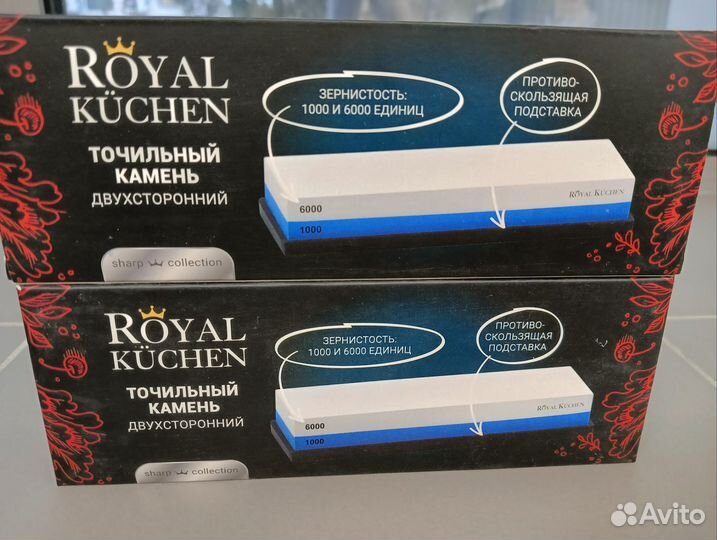 ROYAL
KÜCHEN
ТОЧИЛЬНЫЙ
КАМЕНЬ
ДВУХСТОРОННИЙ
sharp collection
ЗЕРНИСТОСТЬ:
1000 И 6000 ЕДИНИЦ
ПРОТИВО-
СКОЛЬЗЯЩАЯ
ПОДСТАВКА
ROYAL KÜCHEN
6000
1000
ROYAL
KÜCHEN
ТОЧИЛЬНЫЙ
КАМЕНЬ
ДВУХСТОРОННИЙ
sharp collection
ЗЕРНИСТОСТЬ:
1000 И 6000 ЕДИНИЦ
ПРОТИВО-
СКОЛЬЗЯЩАЯ
ПОДСТАВКА
ROYAL KÜCHEN
6000
1000
Avito